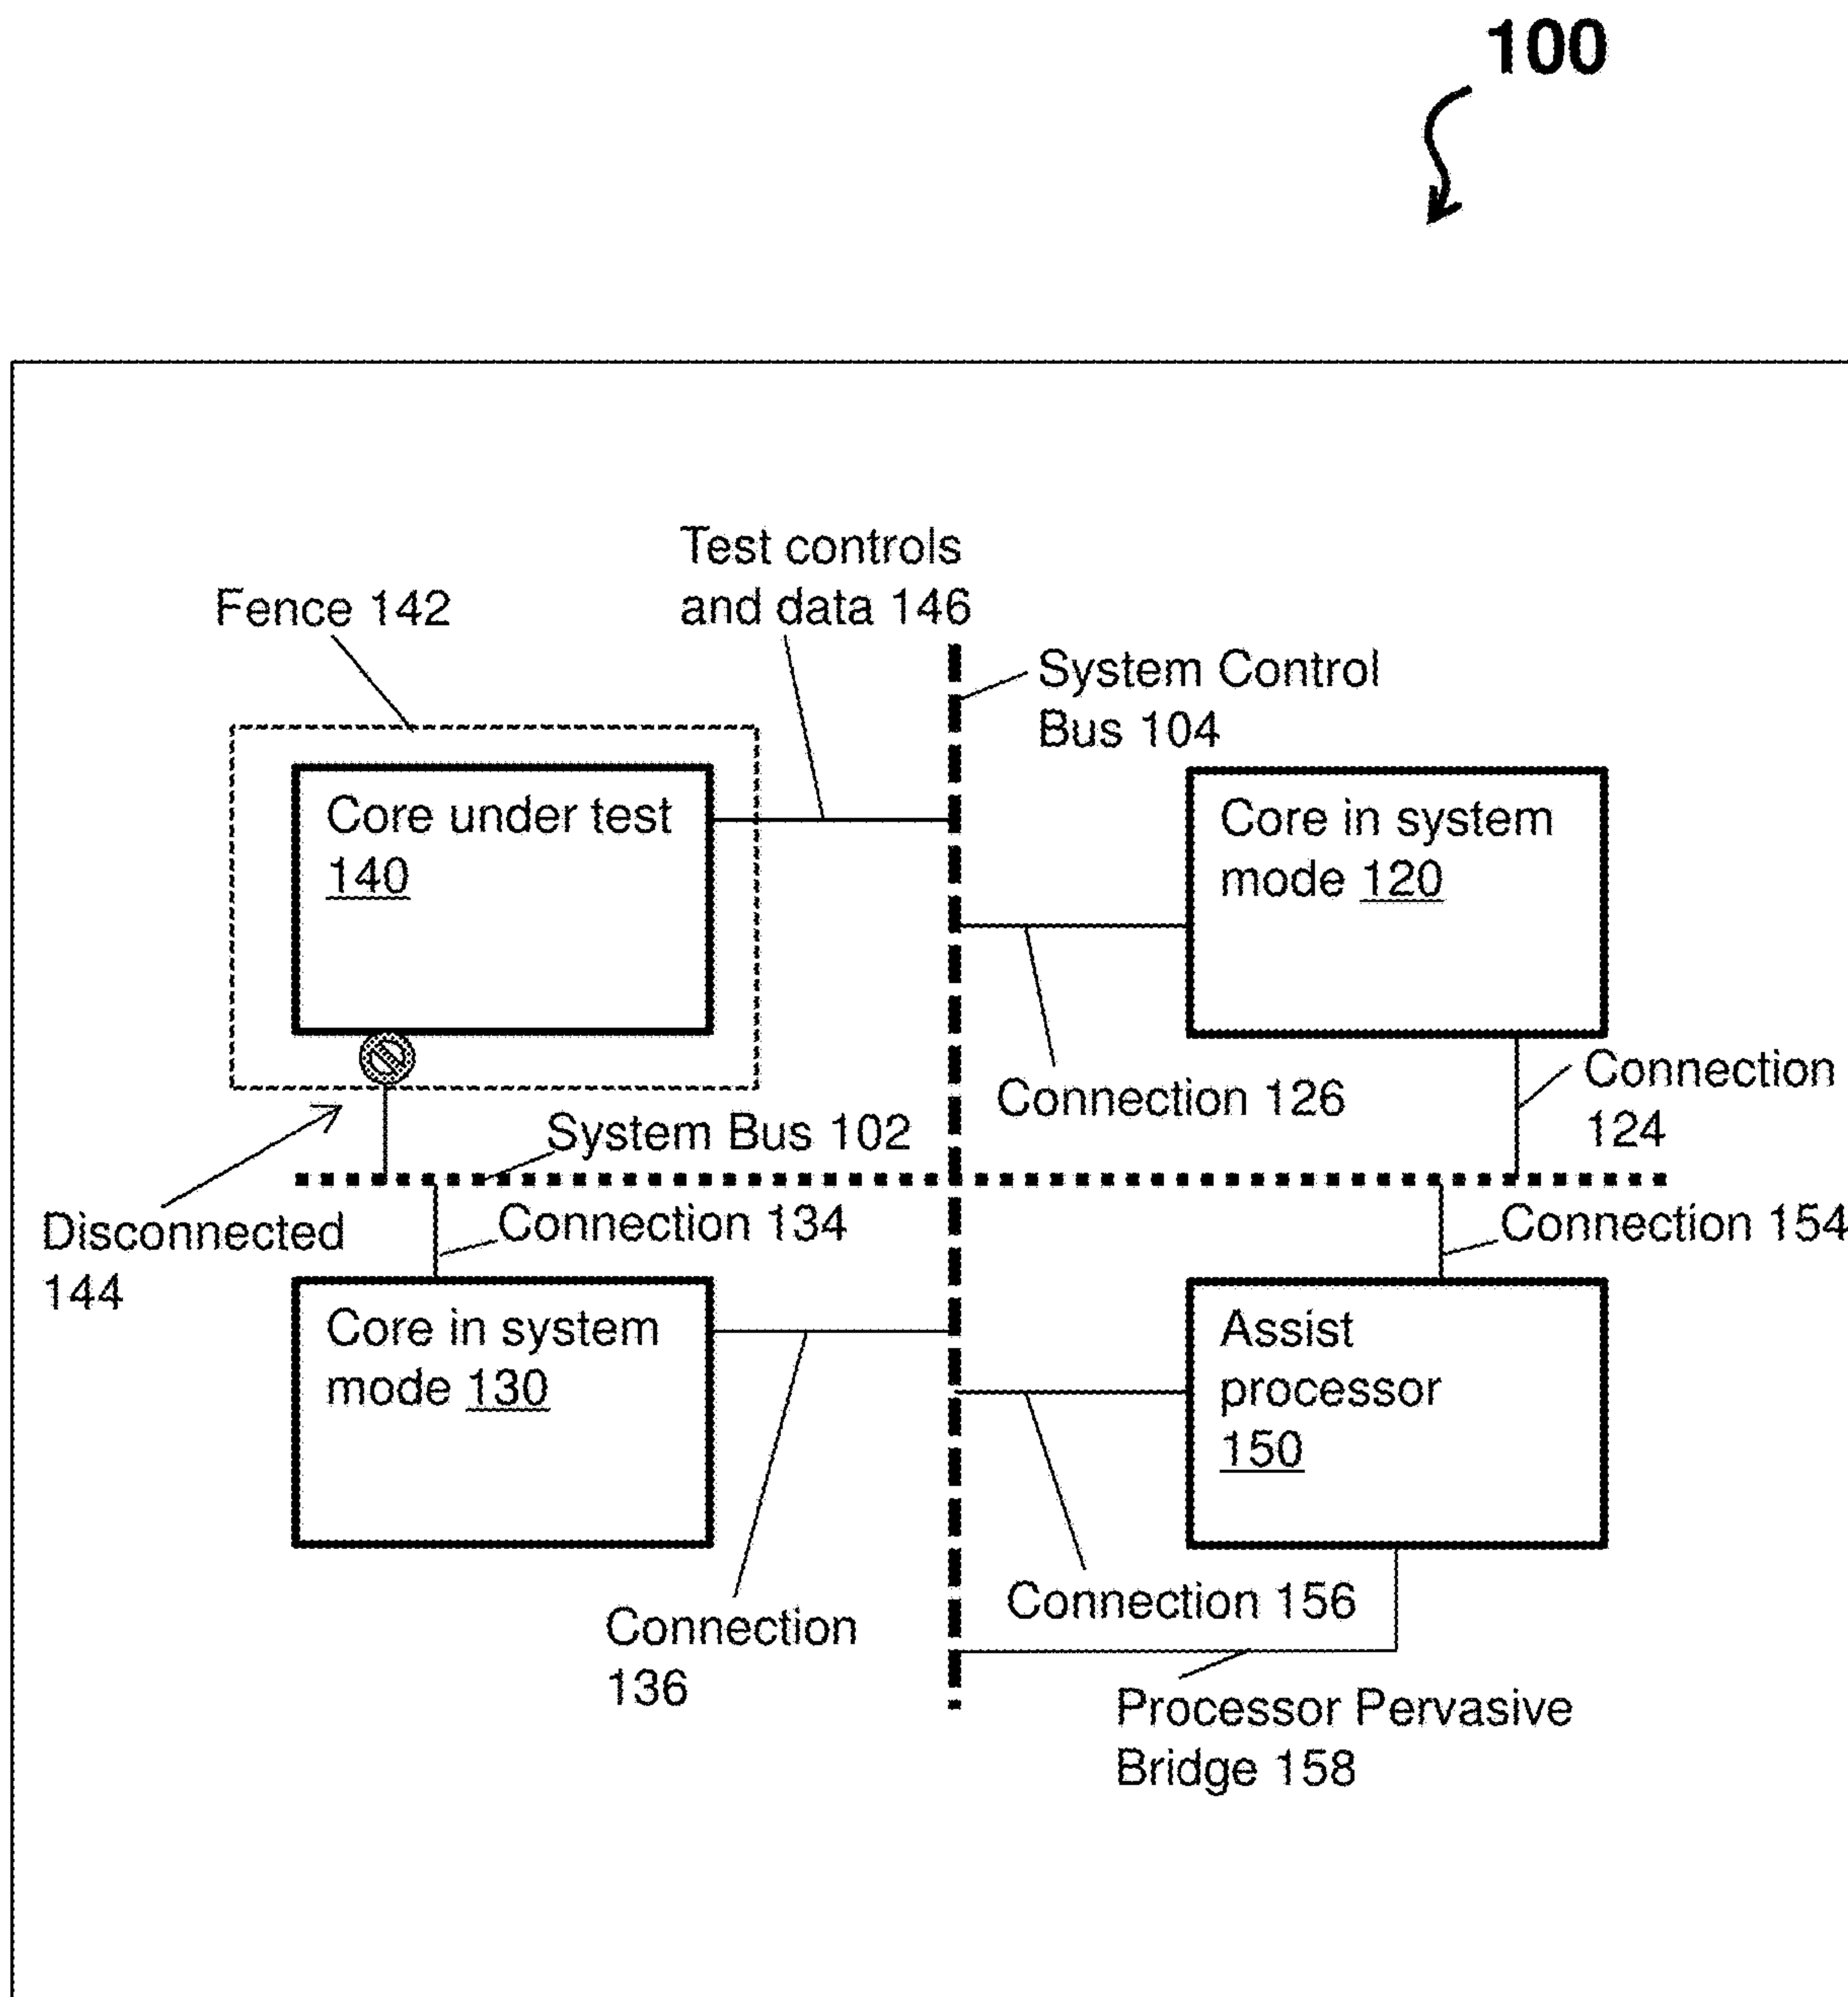 100
Test controls
and data 146
Fence 142
System Control
Bus 104
Core under test
140
Core in system
mode 120
Connection 126
Connection
124
System Bus 102
Disconnected
144
Connection 134
Connection 154
Core in system
mode 130
Assist
processor
150
Connection 156
Connection
136
Processor Pervasive
Bridge 158